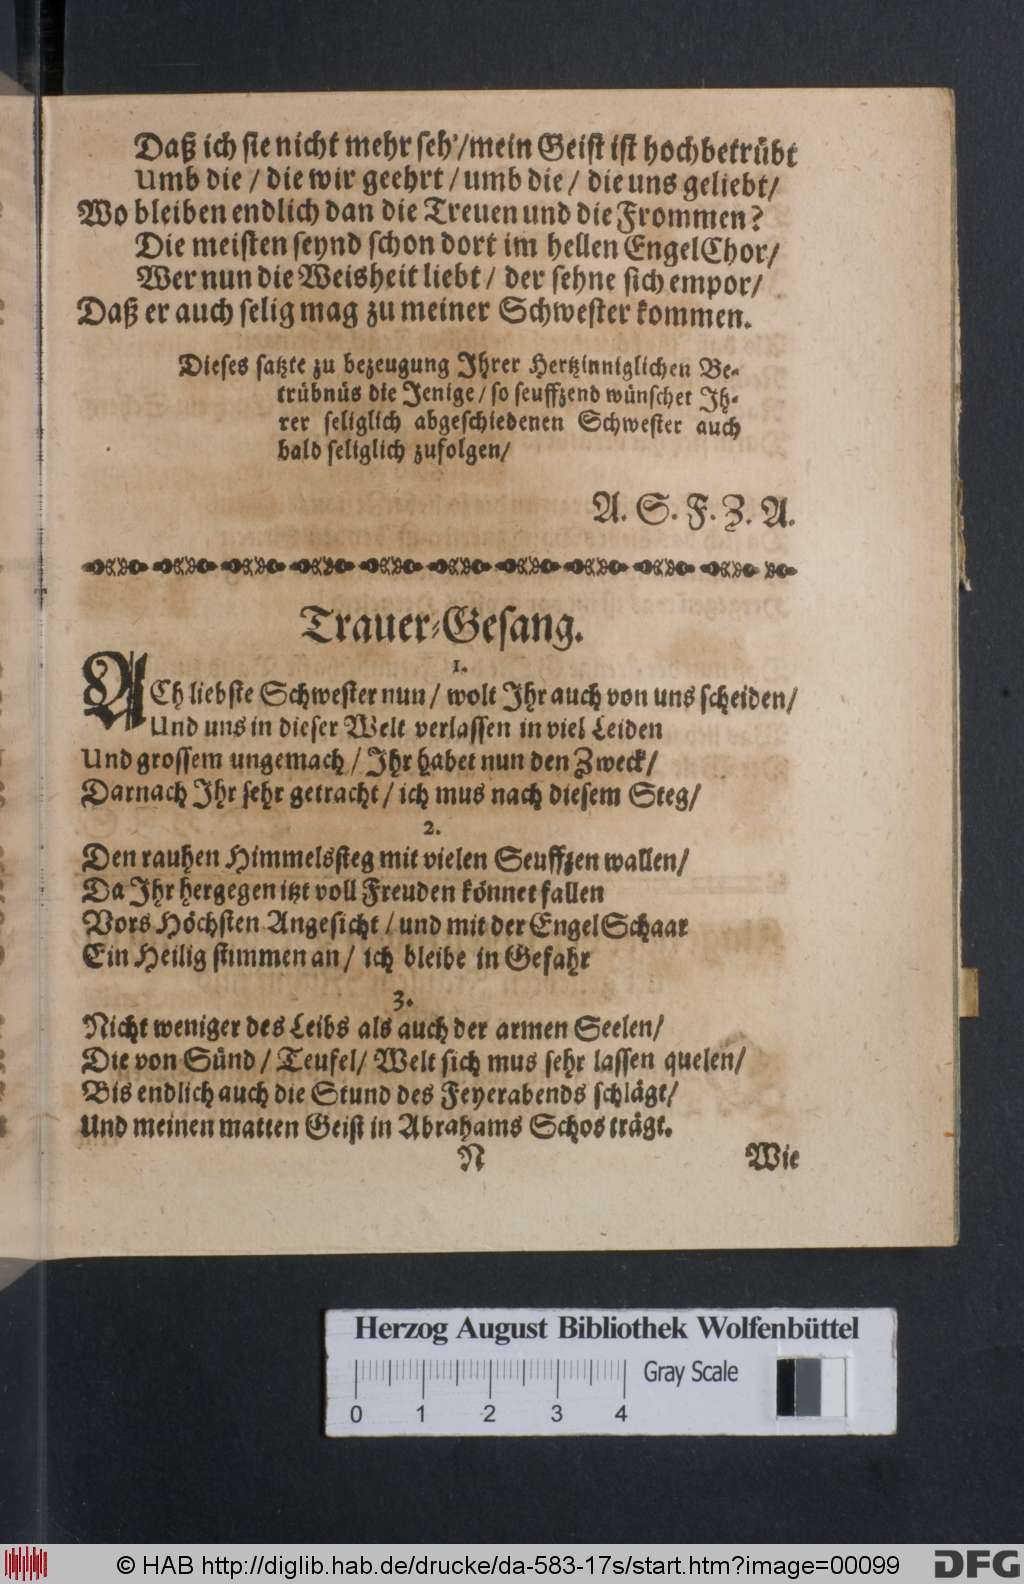 Daß ich sie nicht mehr seh'/mein Geist ist hochbetrübt
Umb die / die wir geehrt / umb die / die uns geliebt/
Wo bleiben endlich dan die Treuen und die Frommen?
Die meisten seynd schon dort im hellen EngelChor/
Wer nun die Weisheit liebt / der sehne sich empor/
Daß er auch selig mag zu meiner Schwester kommen.
Dieses satzte zu bezeugung Ihrer Hertzinniglichen Be-
trübnüs die Jenige / so seuffzend wünschet Ih-
rer seliglich abgeschiedenen Schwester auch
bald seliglich zufolgen/
A. S. F. Z. A.
Trauer-Gesang.
1.
ACh liebste Schwester nun / wolt Ihr auch von uns scheiden/
Und uns in dieser Welt verlassen in viel Leiden
Und grossem ungemach / Ihr habet nun den Zweck/
Darnach Ihr sehr getracht / ich mus nach diesem Steg/
2.
Den rauhen Himmelssteg mit vielen Seuffzen wallen/
Da Ihr hergegen itzt voll Freuden könnet fallen
Vors Höchsten Angesicht / und mit der Engel Schaar
Ein Heilig stimmen an / ich bleibe in Gefahr
3.
Nicht weniger des Leibs als auch der armen Seelen/
Die von Sünd / Teufel/ Welt sich mus sehr lassen quelen/
Bis endlich auch die Stund des Feyerabends schlägt/
Und meinen matten Geist in Abrahams Schos trägt.
N Wie
Herzog August Bibliothek Wolfenbüttel
Gray Scale
0 1 2 3 4
© HAB http://diglib.hab.de/drucke/da-583-17s/start.htm?image=00099
DFG